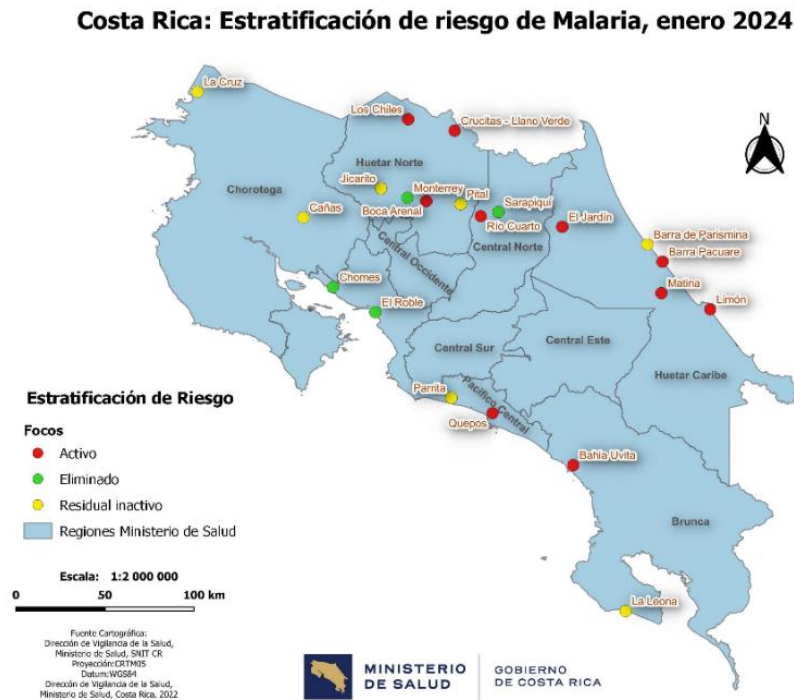 Costa Rica: Estratificación de riesgo de Malaria, enero 2024
La Cruz
Los Chiles
Crucitas - Llano Verde
N
Huetar Norte
Jicarito
Monterrey
Pital
Sarapiquí
Chorotega
Boca Arenal
Cañas
Río Cuarto
El Jardín
Central Norte
Barra de Parismina
Barra Pacuare
Central Occidente
Chomes
Matina
Limón
El Roble
Central Sur
Central Este
Huetar Caribe
Parrita
Pacífico Central
Quepos
Bahía Uvita
Brunca
La Leona
Estratificación de Riesgo
Focos
Activo
Eliminado
Residual inactivo
Regiones Ministerio de Salud
Escala: 1:2 000 000
0 50 100 km
Fuente Cartográfica:
Dirección de Vigilancia de la Salud,
Ministerio de Salud, SNIT CR
Proyección:CRTM05
Datum:WGS84
Dirección de Vigilancia de la Salud,
Ministerio de Salud, Costa Rica, 2022
MINISTERIO
DE SALUD
GOBIERNO
DE COSTA RICA